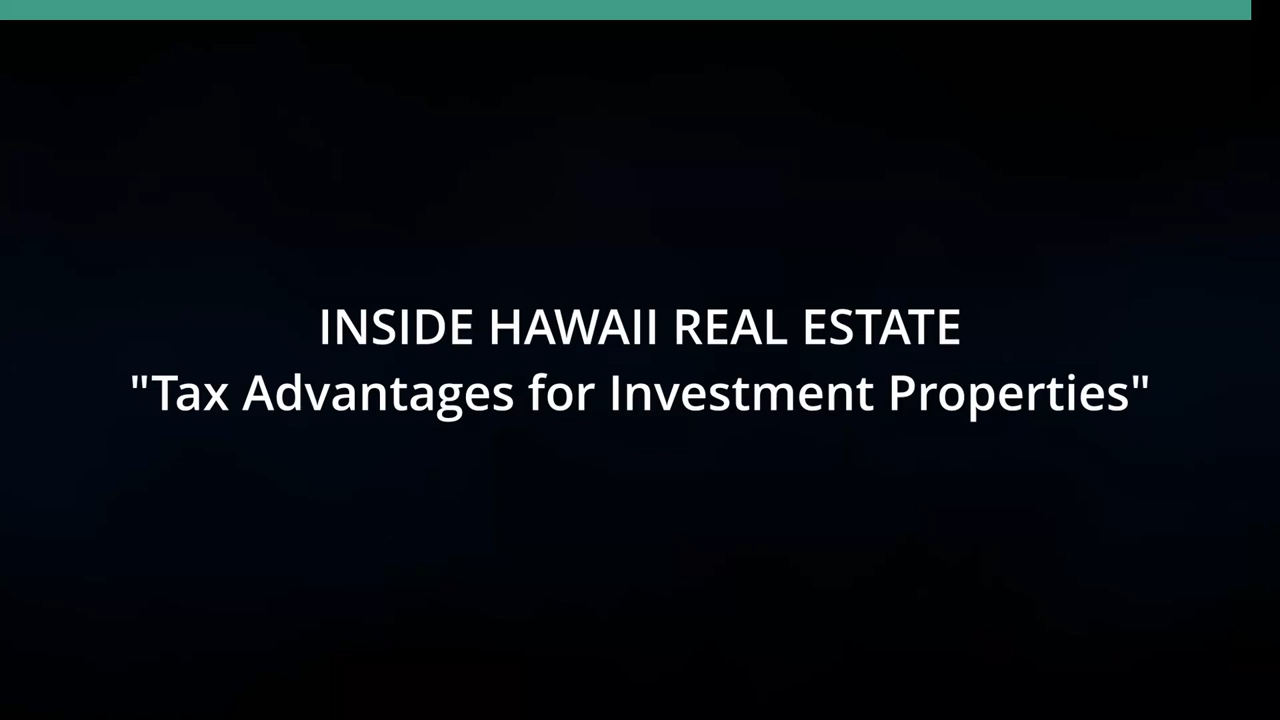 INSIDE HAWAII REAL ESTATE
"Tax Advantages for Investment Properties"